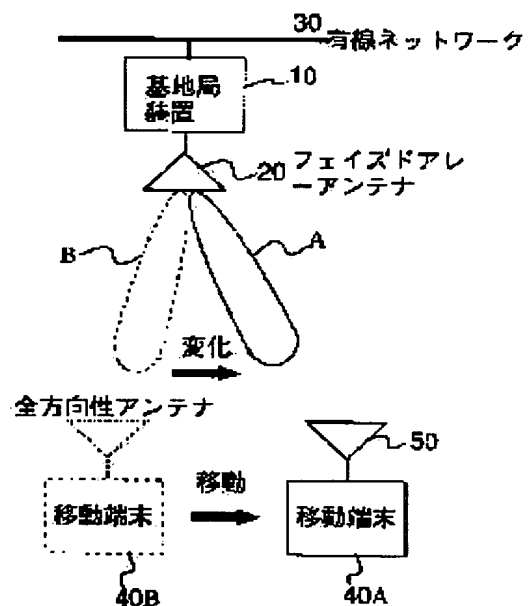 30
有線ネットワーク
10
基地局
装置
20 フェイズドアレ
ーアンテナ
B
A
変化
全方向性アンテナ
50
移動端末
移動
移動端末
40B
40A